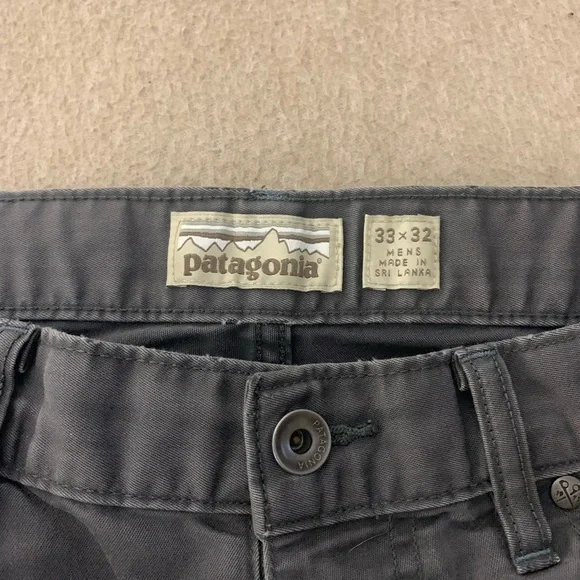 patagonia®
33 x 32
MENS
MADE IN
SRI LANKA
PATAGONIA